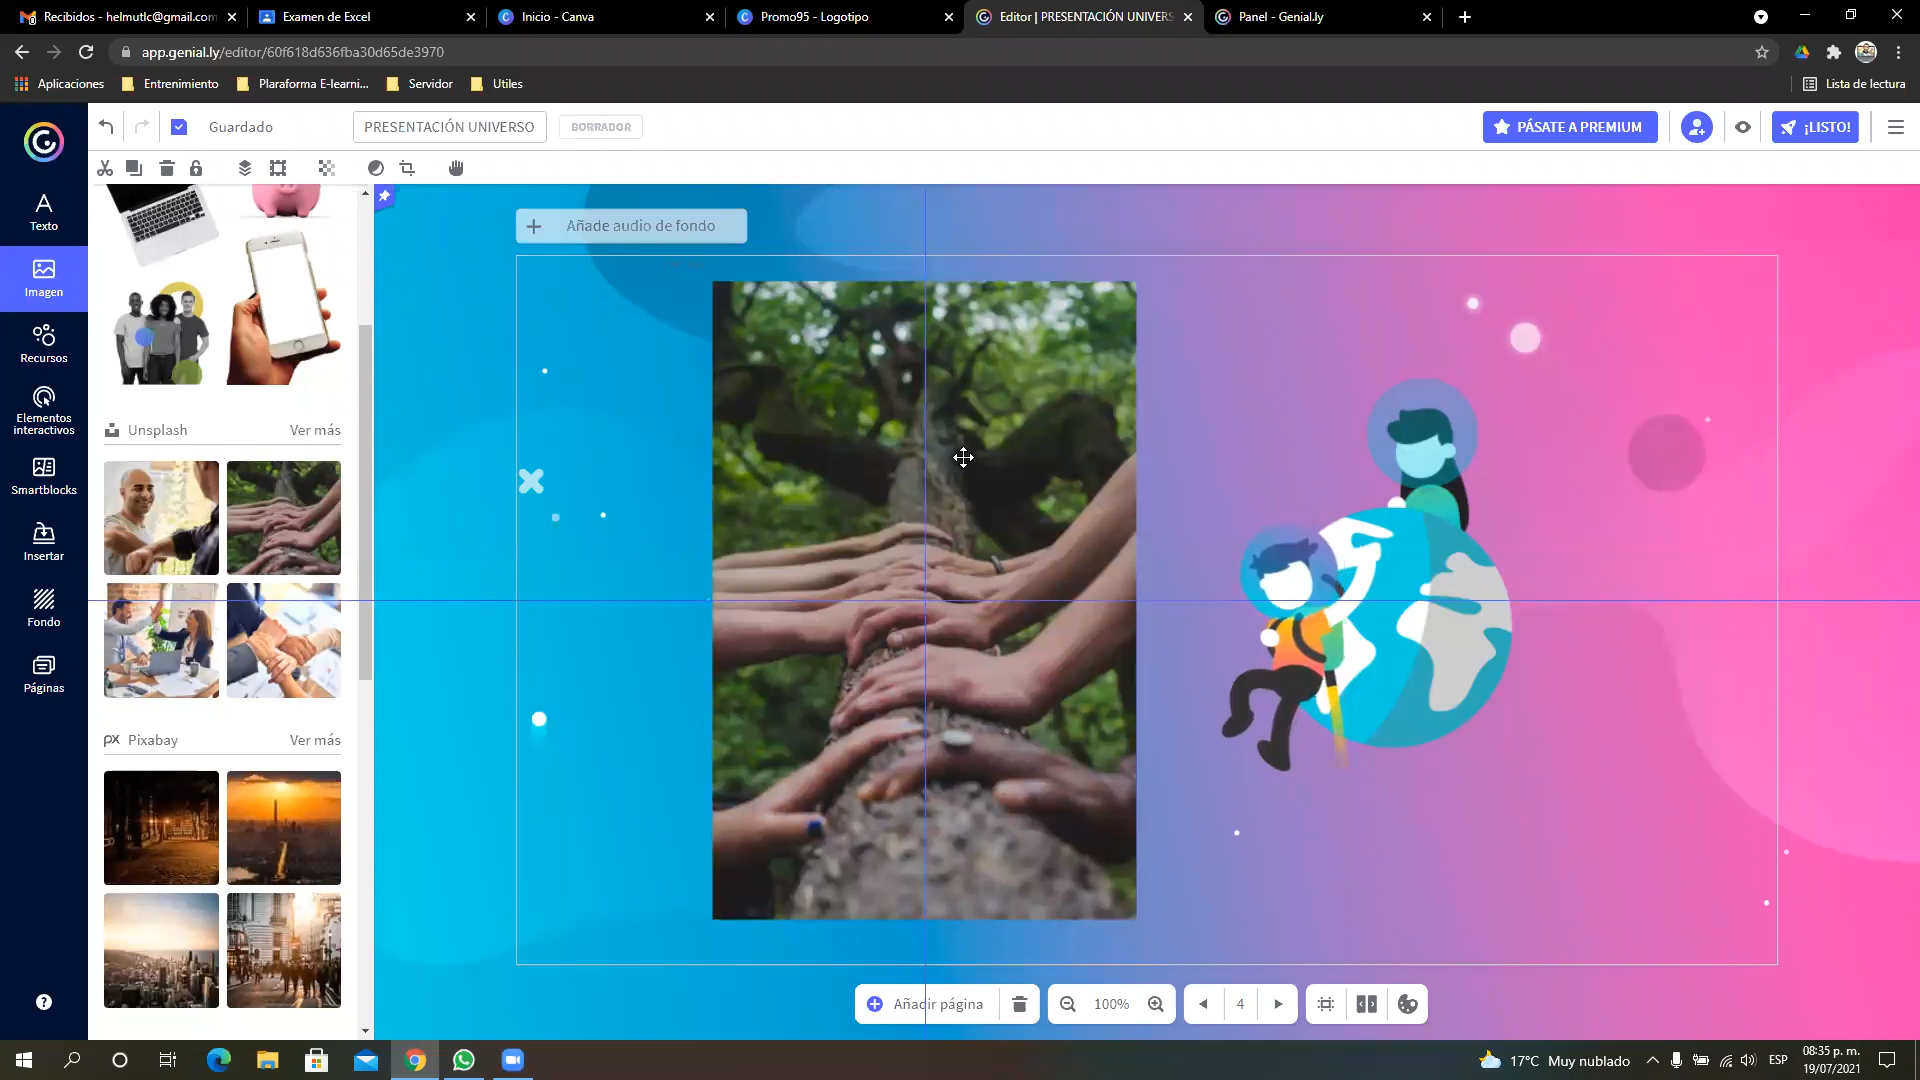 Recibidos - helmutlc@gmail.com
Examen de Excel
Inicio - Canva
Promo95 - Logotipo
Editor | PRESENTACIÓN UNIVERS
Panel - Genial.ly
app.genial.ly/editor/60f618d636fba30d65de3970
Aplicaciones
Entrenimiento
Plaraforma E-learni...
Servidor
Utiles
Lista de lectura
Guardado
PRESENTACIÓN UNIVERSO
BORRADOR
PÁSATE A PREMIUM
¡LISTO!
Texto
Imagen
Recursos
Elementos
interactivos
Smartblocks
Insertar
Fondo
Páginas
Unsplash
Ver más
Pixabay
Ver más
Añade audio de fondo
Añadir página
100%
4
17°C Muy nublado
ESP
08:35 p. m.
19/07/2021